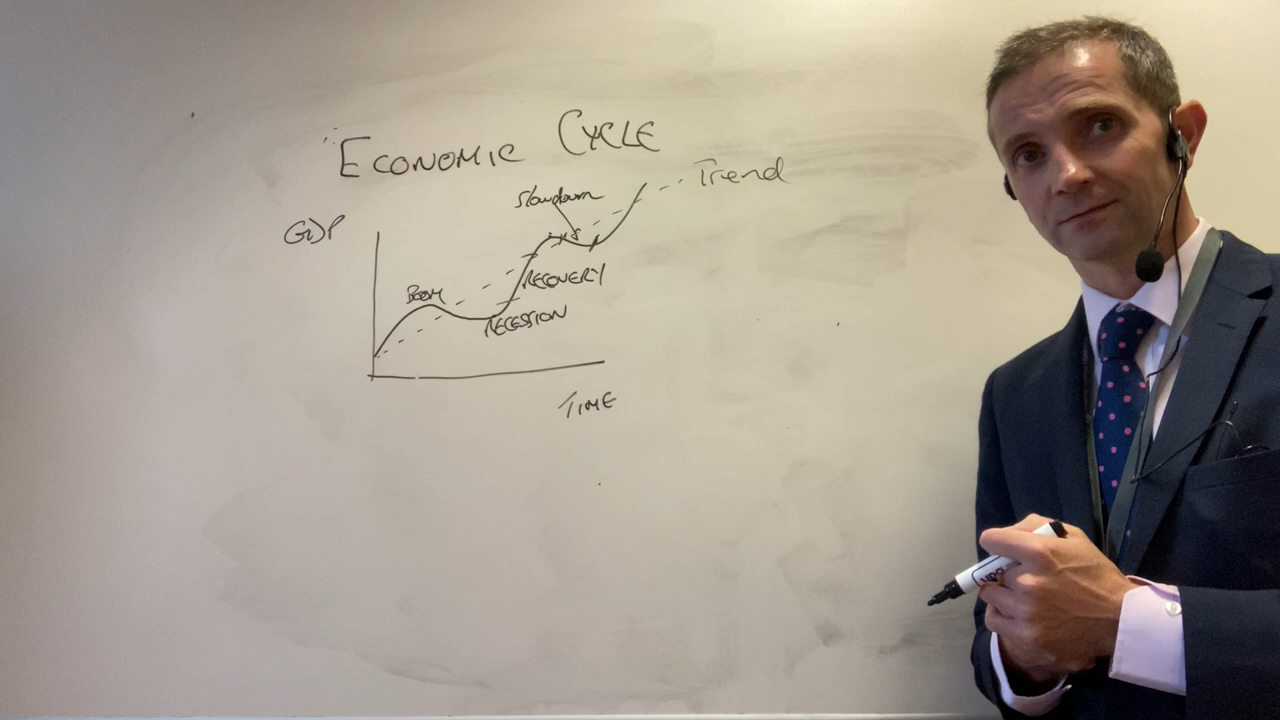 ECONOMIC CYCLE
Trend
Slowdown
GDP
RECOVERY
BOOM
RECESSION
TIME